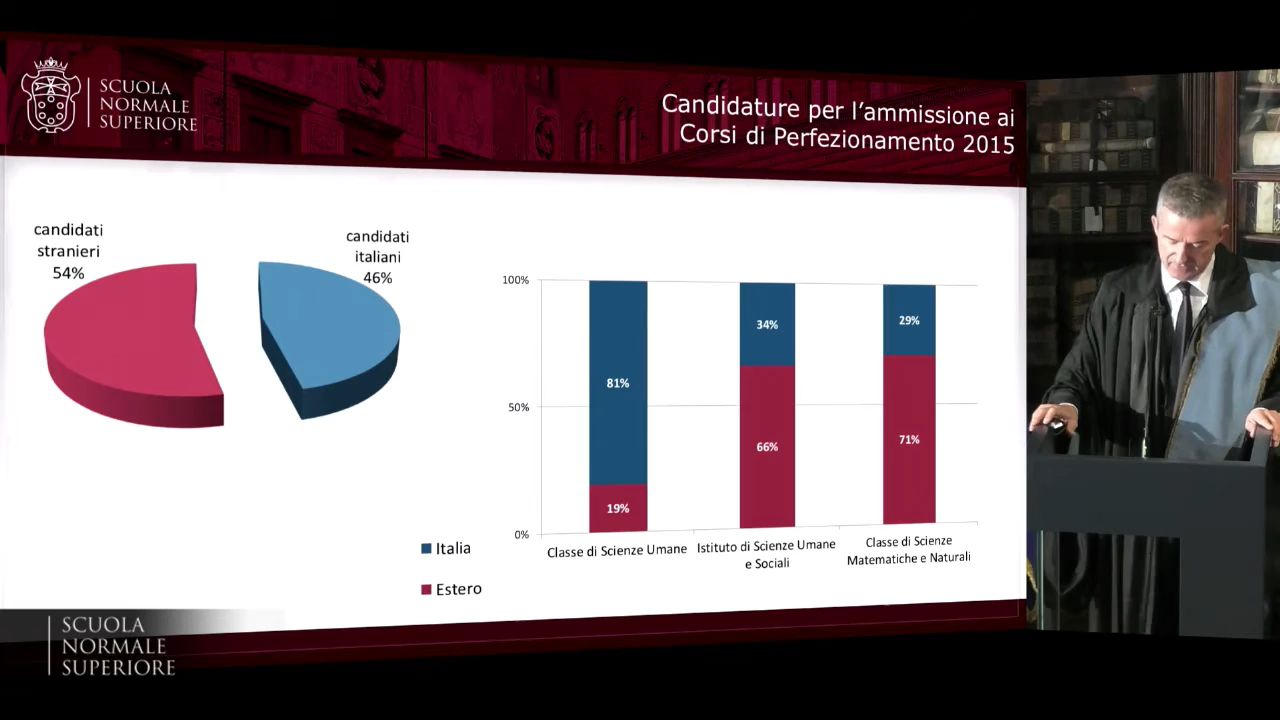 SCUOLA
NORMALE
SUPERIORE
Candidature per l'ammissione ai
Corsi di Perfezionamento 2015
candidati
stranieri
54%
candidati
italiani
46%
100%
50%
0%
81%
19%
34%
66%
29%
71%
Classe di Scienze Umane
Istituto di Scienze Umane
e Sociali
Classe di Scienze
Matematiche e Naturali
Italia
Estero
SCUOLA
NORMALE
SUPERIORE